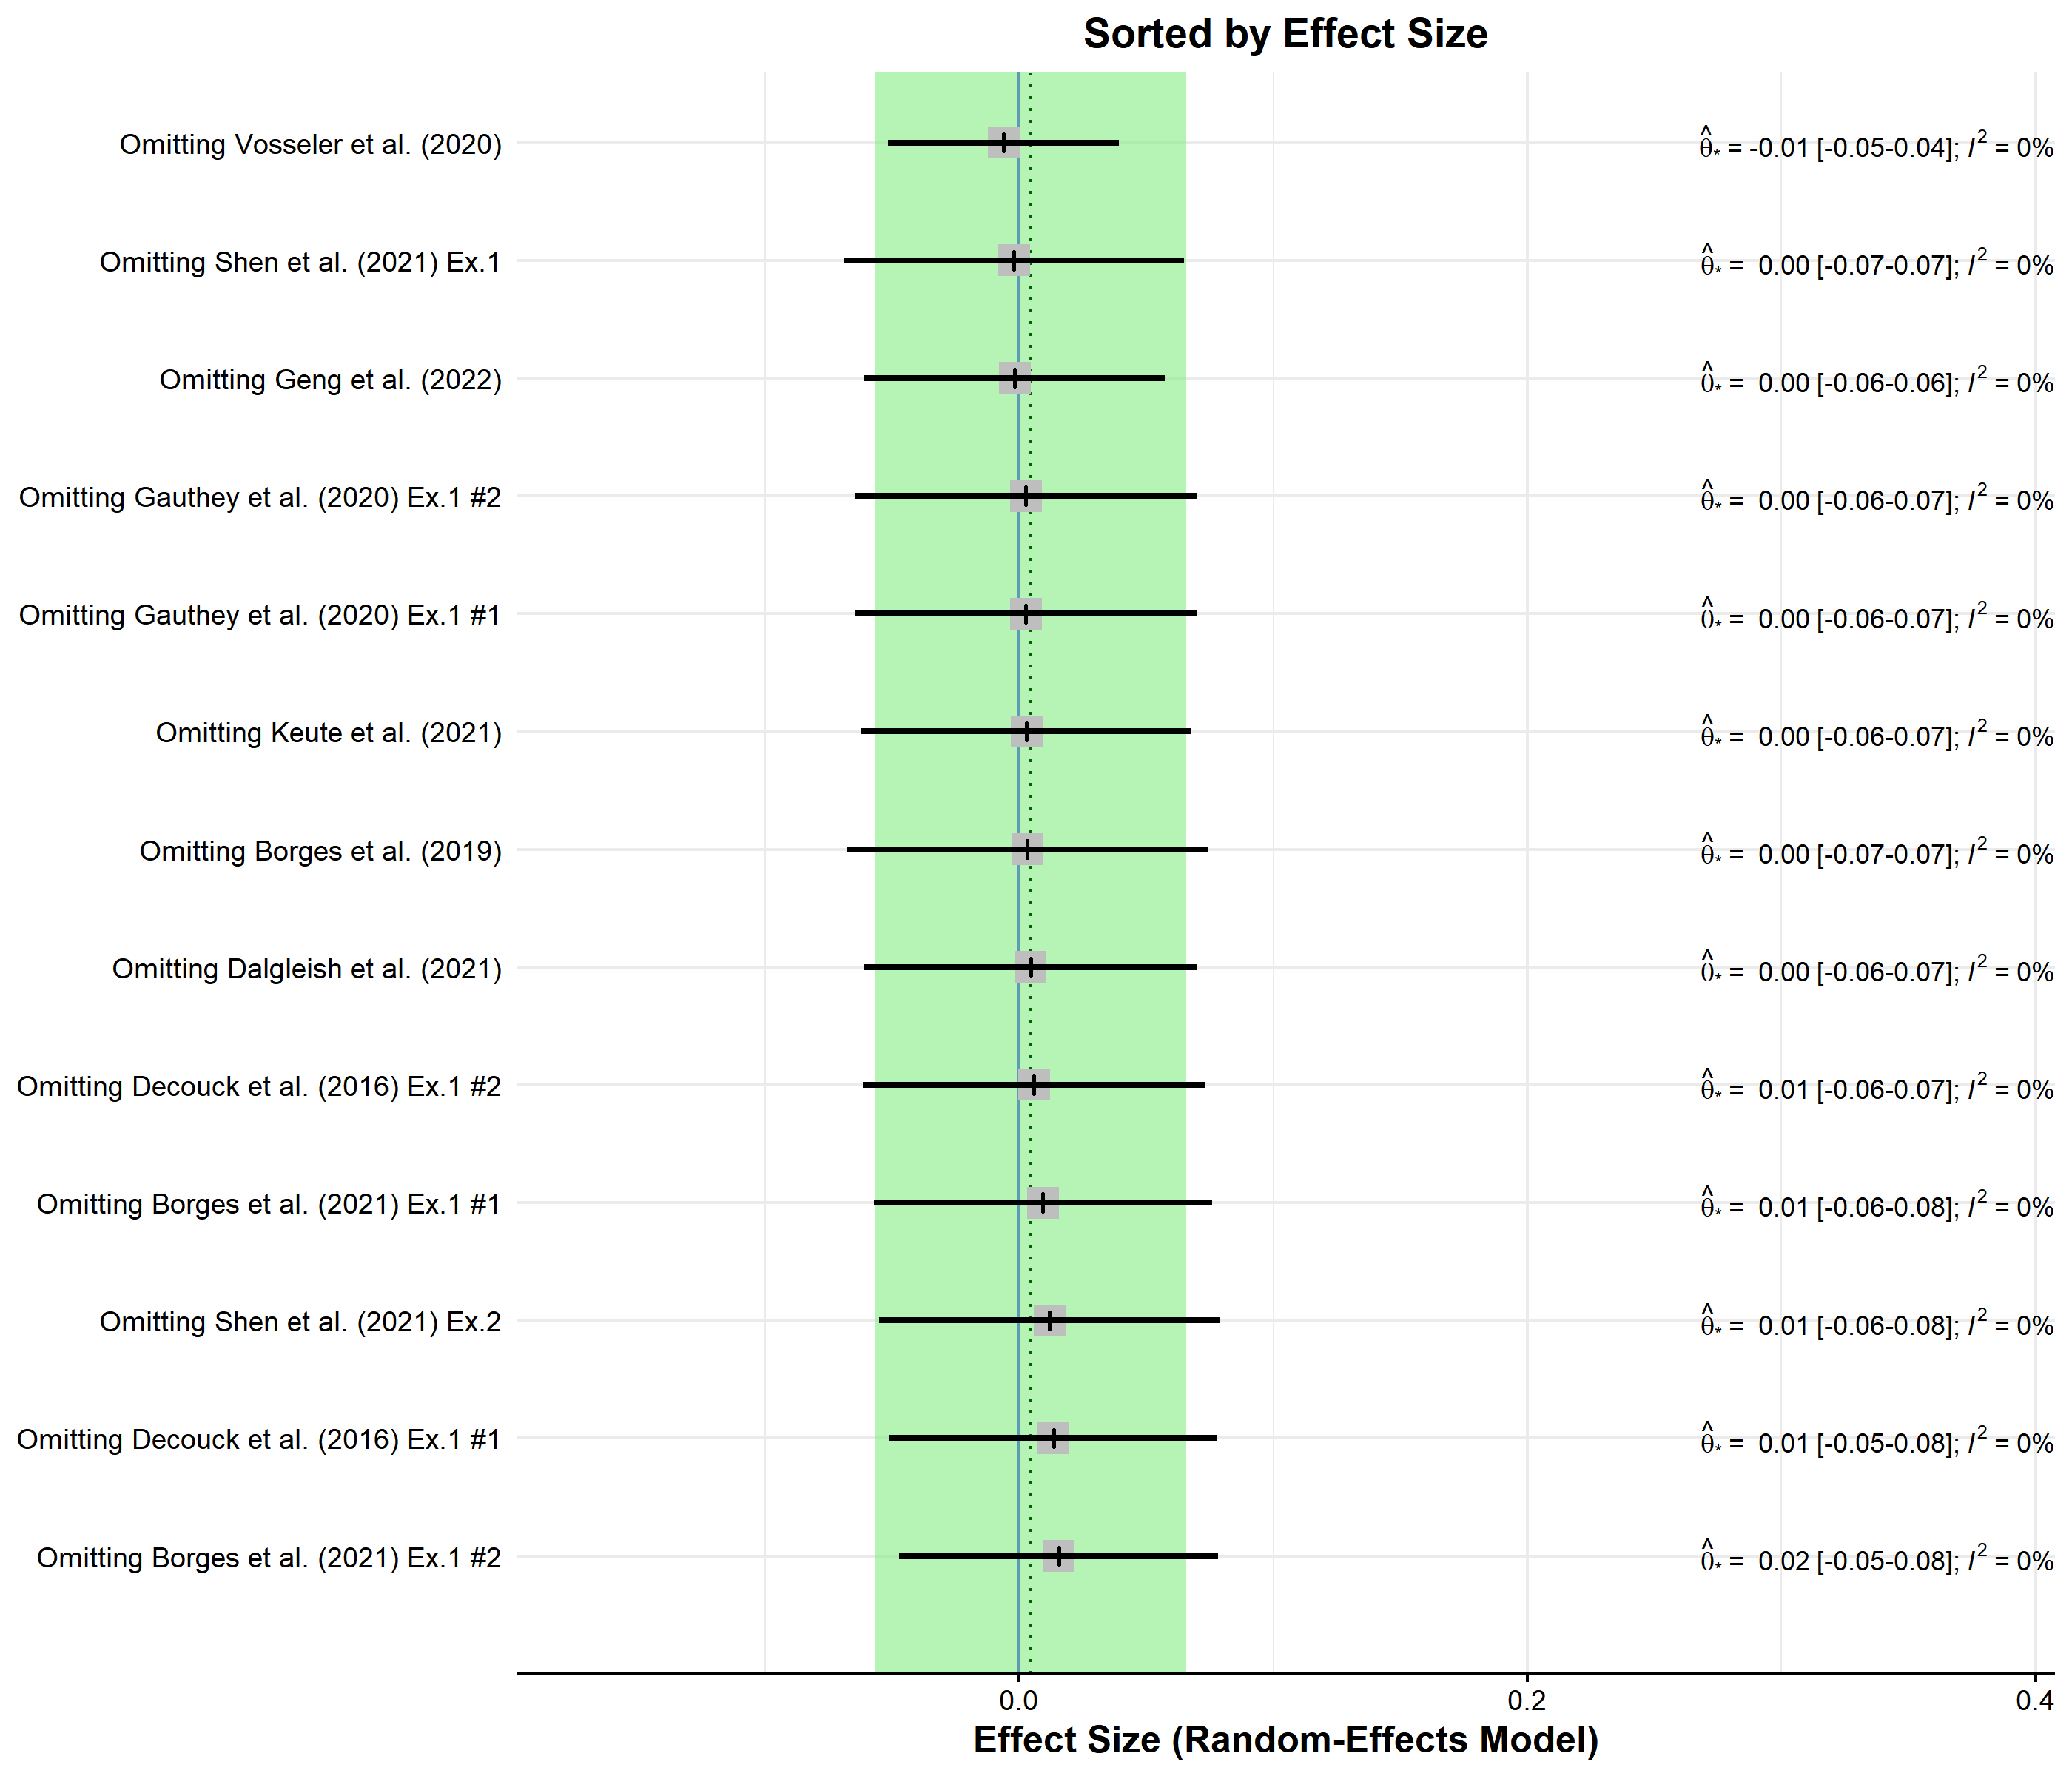 Sorted by Effect Size
Omitting Vosseler et al. (2020) θ̂* = -0.01 [-0.05-0.04]; I² = 0%
Omitting Shen et al. (2021) Ex.1 θ̂* = 0.00 [-0.07-0.07]; I² = 0%
Omitting Geng et al. (2022) θ̂* = 0.00 [-0.06-0.06]; I² = 0%
Omitting Gauthey et al. (2020) Ex.1 #2 θ̂* = 0.00 [-0.06-0.07]; I² = 0%
Omitting Gauthey et al. (2020) Ex.1 #1 θ̂* = 0.00 [-0.06-0.07]; I² = 0%
Omitting Keute et al. (2021) θ̂* = 0.00 [-0.06-0.07]; I² = 0%
Omitting Borges et al. (2019) θ̂* = 0.00 [-0.07-0.07]; I² = 0%
Omitting Dalgleish et al. (2021) θ̂* = 0.00 [-0.06-0.07]; I² = 0%
Omitting Decouck et al. (2016) Ex.1 #2 θ̂* = 0.01 [-0.06-0.07]; I² = 0%
Omitting Borges et al. (2021) Ex.1 #1 θ̂* = 0.01 [-0.06-0.08]; I² = 0%
Omitting Shen et al. (2021) Ex.2 θ̂* = 0.01 [-0.06-0.08]; I² = 0%
Omitting Decouck et al. (2016) Ex.1 #1 θ̂* = 0.01 [-0.05-0.08]; I² = 0%
Omitting Borges et al. (2021) Ex.1 #2 θ̂* = 0.02 [-0.05-0.08]; I² = 0%
0.0 0.2 0.4
Effect Size (Random-Effects Model)